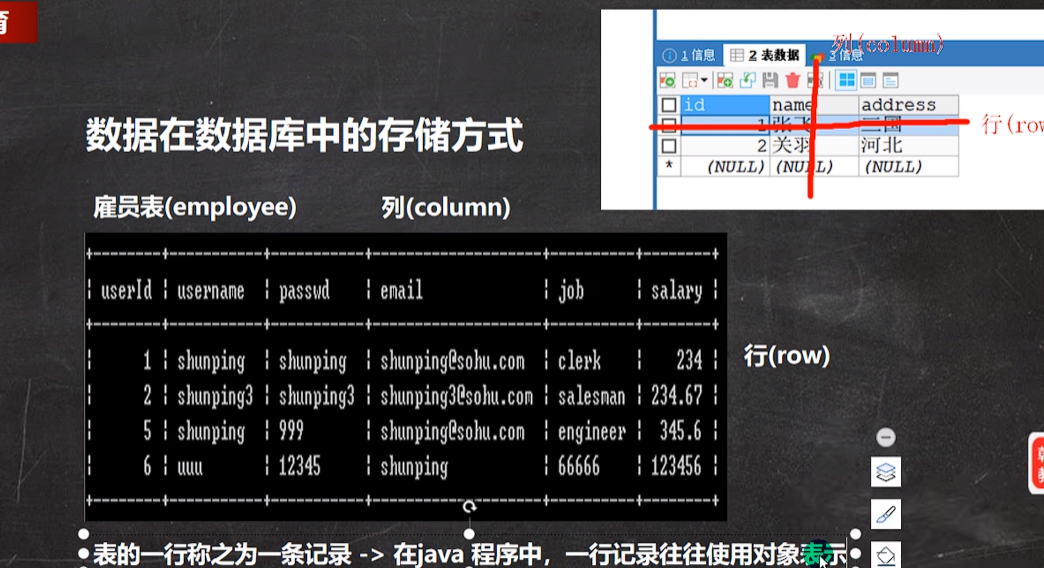 育
列(column)
1 信息 2 表数据 3 信息
id name address
1 张飞 三国
2 关羽 河北
* (NULL) (NULL) (NULL)
行(row
数据在数据库中的存储方式
雇员表(employee) 列(column)
userId username passwd email job salary
1 shunping shunping shunping@sohu.com clerk 234
2 shunping3 shunping3 shunping3@sohu.com salesman 234.67
5 shunping 999 shunping@sohu.com engineer 345.6
6 uuu 12345 shunping 66666 123456
行(row)
表的一行称之为一条记录 -> 在java 程序中，一行记录往往使用对象表示